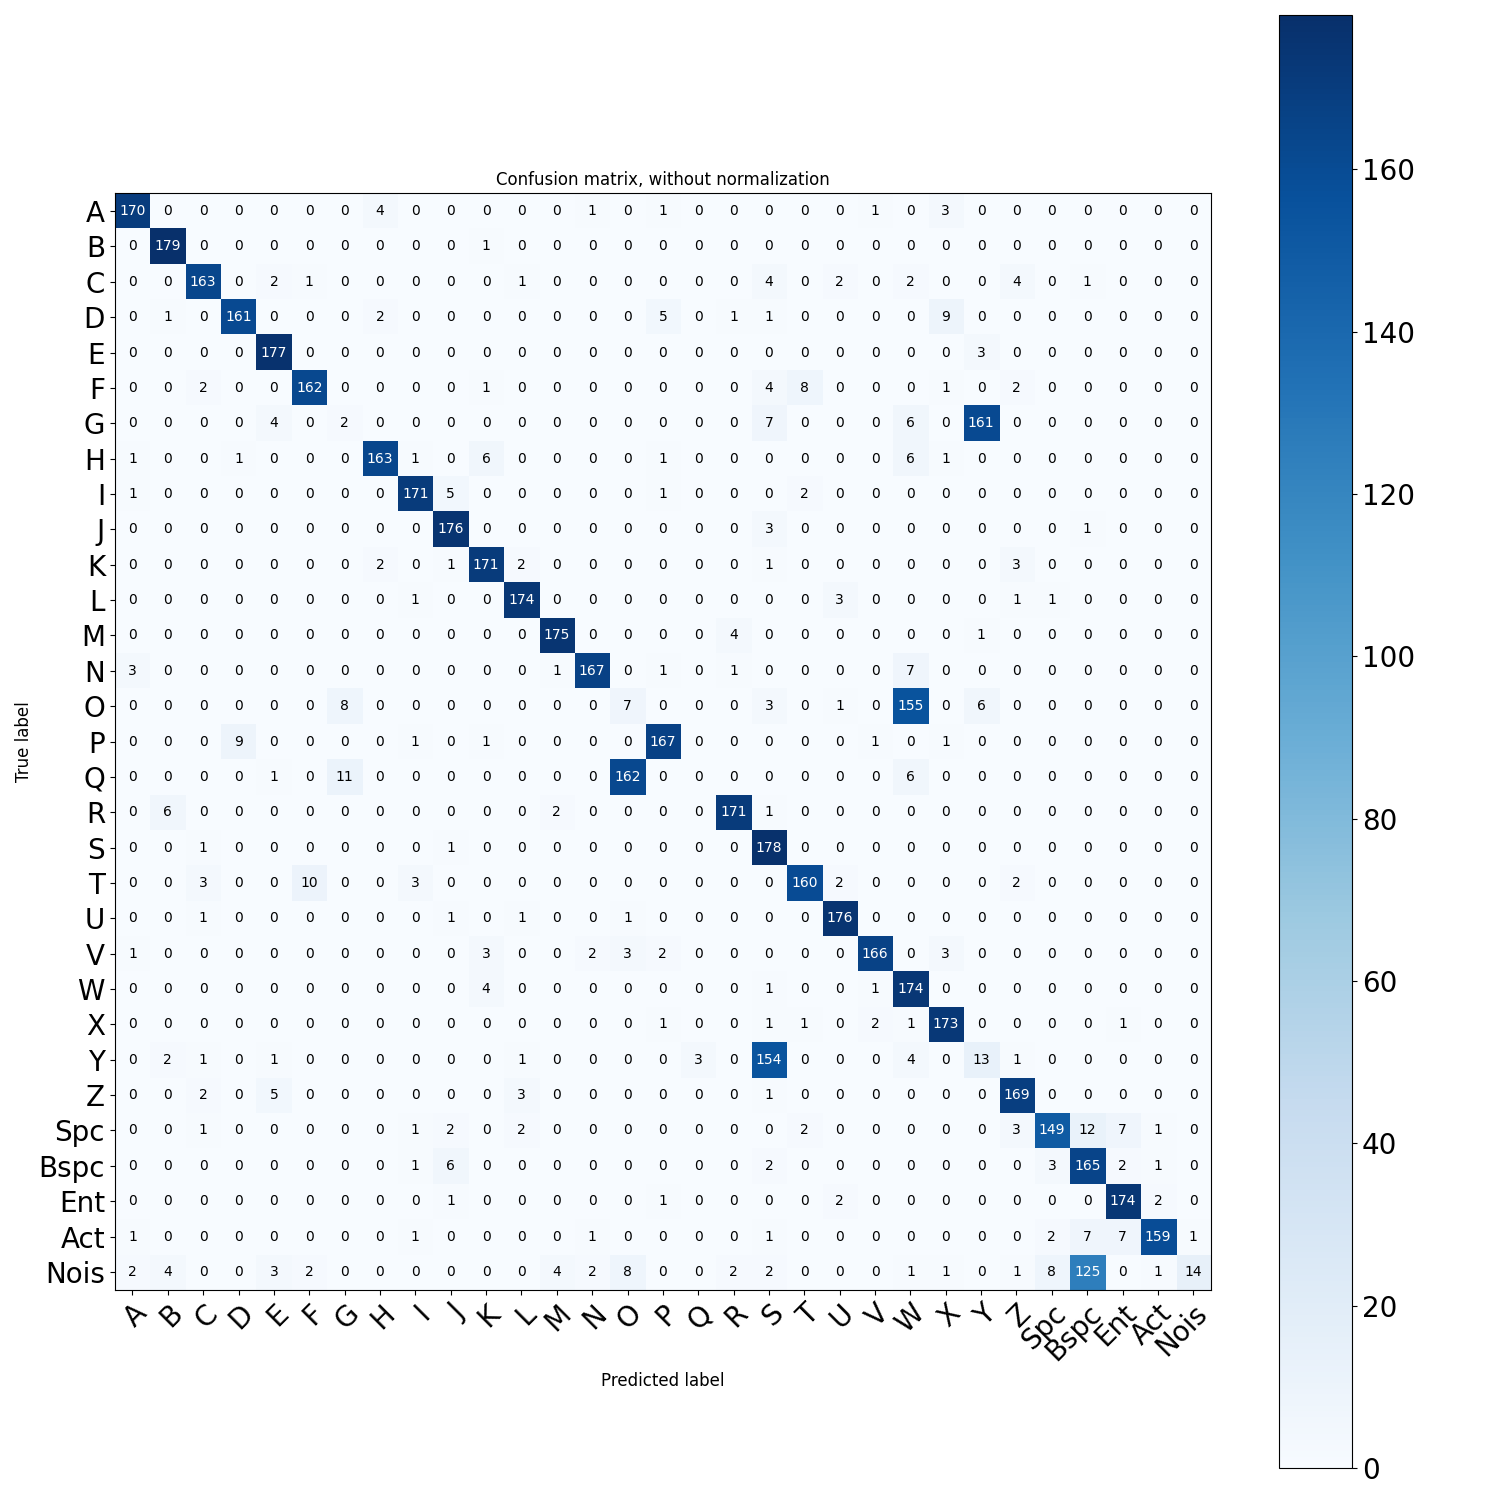 Confusion matrix, without normalization
True label
A 170 0 0 0 0 0 0 4 0 0 0 0 0 1 0 1 0 0 0 0 0 1 0 3 0 0 0 0 0 0 0
B 0 179 0 0 0 0 0 0 0 0 1 0 0 0 0 0 0 0 0 0 0 0 0 0 0 0 0 0 0 0 0
C 0 0 163 0 2 1 0 0 0 0 0 1 0 0 0 0 0 0 4 0 2 0 2 0 0 4 0 1 0 0 0
D 0 1 0 161 0 0 0 2 0 0 0 0 0 0 0 5 0 1 1 0 0 0 0 9 0 0 0 0 0 0 0
E 0 0 0 0 177 0 0 0 0 0 0 0 0 0 0 0 0 0 0 0 0 0 0 0 3 0 0 0 0 0 0
F 0 0 2 0 0 162 0 0 0 0 1 0 0 0 0 0 0 0 4 8 0 0 0 1 0 2 0 0 0 0 0
G 0 0 0 0 4 0 2 0 0 0 0 0 0 0 0 0 0 0 7 0 0 0 6 0 161 0 0 0 0 0 0
H 1 0 0 1 0 0 0 163 1 0 6 0 0 0 0 1 0 0 0 0 0 0 6 1 0 0 0 0 0 0 0
I 1 0 0 0 0 0 0 0 171 5 0 0 0 0 0 1 0 0 0 2 0 0 0 0 0 0 0 0 0 0 0
J 0 0 0 0 0 0 0 0 0 176 0 0 0 0 0 0 0 0 3 0 0 0 0 0 0 0 0 1 0 0 0
K 0 0 0 0 0 0 0 2 0 1 171 2 0 0 0 0 0 0 1 0 0 0 0 0 0 3 0 0 0 0 0
L 0 0 0 0 0 0 0 0 1 0 0 174 0 0 0 0 0 0 0 0 3 0 0 0 0 1 1 0 0 0 0
M 0 0 0 0 0 0 0 0 0 0 0 0 175 0 0 0 0 4 0 0 0 0 0 0 1 0 0 0 0 0 0
N 3 0 0 0 0 0 0 0 0 0 0 0 1 167 0 1 0 1 0 0 0 0 7 0 0 0 0 0 0 0 0
O 0 0 0 0 0 0 8 0 0 0 0 0 0 0 7 0 0 0 3 0 1 0 155 0 6 0 0 0 0 0 0
P 0 0 0 9 0 0 0 0 1 0 1 0 0 0 0 167 0 0 0 0 0 1 0 1 0 0 0 0 0 0 0
Q 0 0 0 0 1 0 11 0 0 0 0 0 0 0 162 0 0 0 0 0 0 0 6 0 0 0 0 0 0 0 0
R 0 6 0 0 0 0 0 0 0 0 0 0 2 0 0 0 0 171 1 0 0 0 0 0 0 0 0 0 0 0 0
S 0 0 1 0 0 0 0 0 0 1 0 0 0 0 0 0 0 0 178 0 0 0 0 0 0 0 0 0 0 0 0
T 0 0 3 0 0 10 0 0 3 0 0 0 0 0 0 0 0 0 0 160 2 0 0 0 0 2 0 0 0 0 0
U 0 0 1 0 0 0 0 0 0 1 0 1 0 0 1 0 0 0 0 0 176 0 0 0 0 0 0 0 0 0 0
V 1 0 0 0 0 0 0 0 0 0 3 0 0 2 3 2 0 0 0 0 0 166 0 3 0 0 0 0 0 0 0
W 0 0 0 0 0 0 0 0 0 0 4 0 0 0 0 0 0 0 1 0 0 1 174 0 0 0 0 0 0 0 0
X 0 0 0 0 0 0 0 0 0 0 0 0 0 0 0 1 0 0 1 1 0 2 1 173 0 0 0 0 1 0 0
Y 0 2 1 0 1 0 0 0 0 0 0 1 0 0 0 0 3 0 154 0 0 0 4 0 13 1 0 0 0 0 0
Z 0 0 2 0 5 0 0 0 0 0 0 3 0 0 0 0 0 0 1 0 0 0 0 0 0 169 0 0 0 0 0
Spc 0 0 1 0 0 0 0 0 1 2 0 2 0 0 0 0 0 0 0 2 0 0 0 0 0 3 149 12 7 1 0
Bspc 0 0 0 0 0 0 0 0 1 6 0 0 0 0 0 0 0 0 2 0 0 0 0 0 0 0 3 165 2 1 0
Ent 0 0 0 0 0 0 0 0 0 1 0 0 0 0 0 1 0 0 0 0 2 0 0 0 0 0 0 0 174 2 0
Act 1 0 0 0 0 0 0 0 1 0 0 0 0 1 0 0 0 0 1 0 0 0 0 0 0 0 2 7 7 159 1
Nois 2 4 0 0 3 2 0 0 0 0 0 0 4 2 8 0 0 2 2 0 0 0 1 1 0 1 8 125 0 1 14
A B C D E F G H I J K L M N O P Q R S T U V W X Y Z Spc Bspc Ent Act Nois
Predicted label
160
140
120
100
80
60
40
20
0